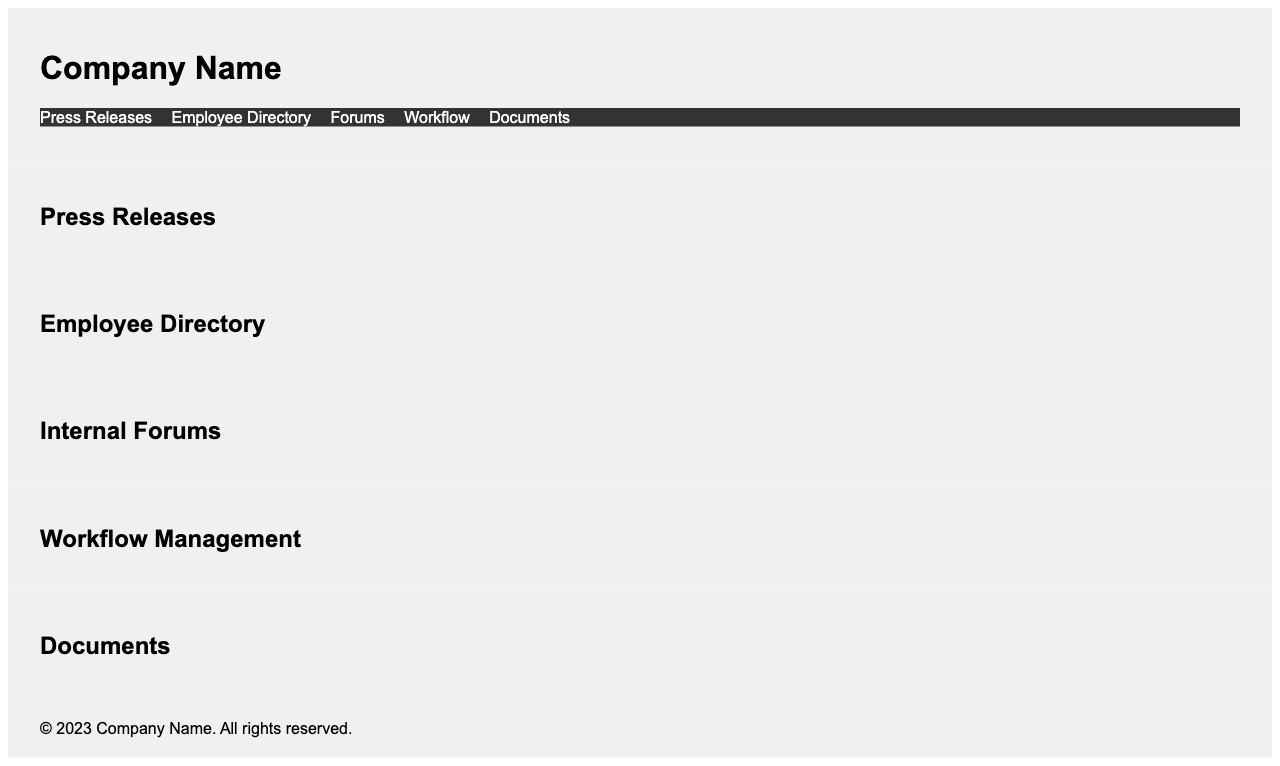 Company Name
Press Releases Employee Directory Forums Workflow Documents
Press Releases
Employee Directory
Internal Forums
Workflow Management
Documents
© 2023 Company Name. All rights reserved.